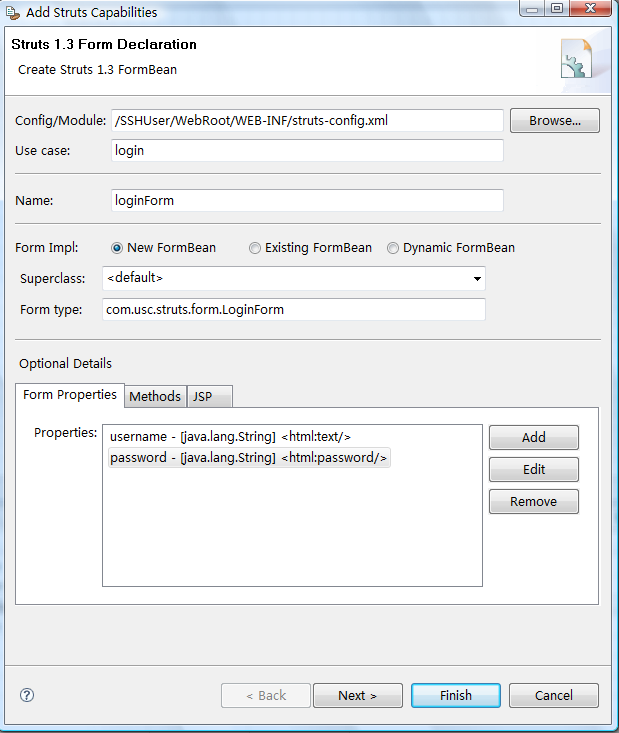 Add Struts Capabilities
Struts 1.3 Form Declaration
Create Struts 1.3 FormBean
Config/Module: /SSHUser/WebRoot/WEB-INF/struts-config.xml Browse...
Use case: login
Name: loginForm
Form Impl: New FormBean Existing FormBean Dynamic FormBean
Superclass: <default>
Form type: com.usc.struts.form.LoginForm
Optional Details
Form Properties Methods JSP
Properties: username - [java.lang.String] <html:text/> Add
password - [java.lang.String] <html:password/>
Edit
Remove
? < Back Next > Finish Cancel